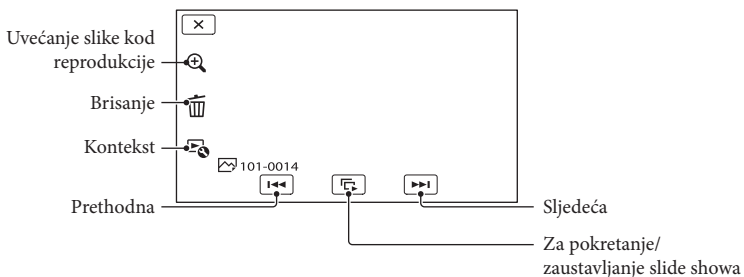 Uvećanje slike kod
reprodukcije
Brisanje
Kontekst
101-0014
Prethodna
Sljedeća
Za pokretanje/
zaustavljanje slide showa